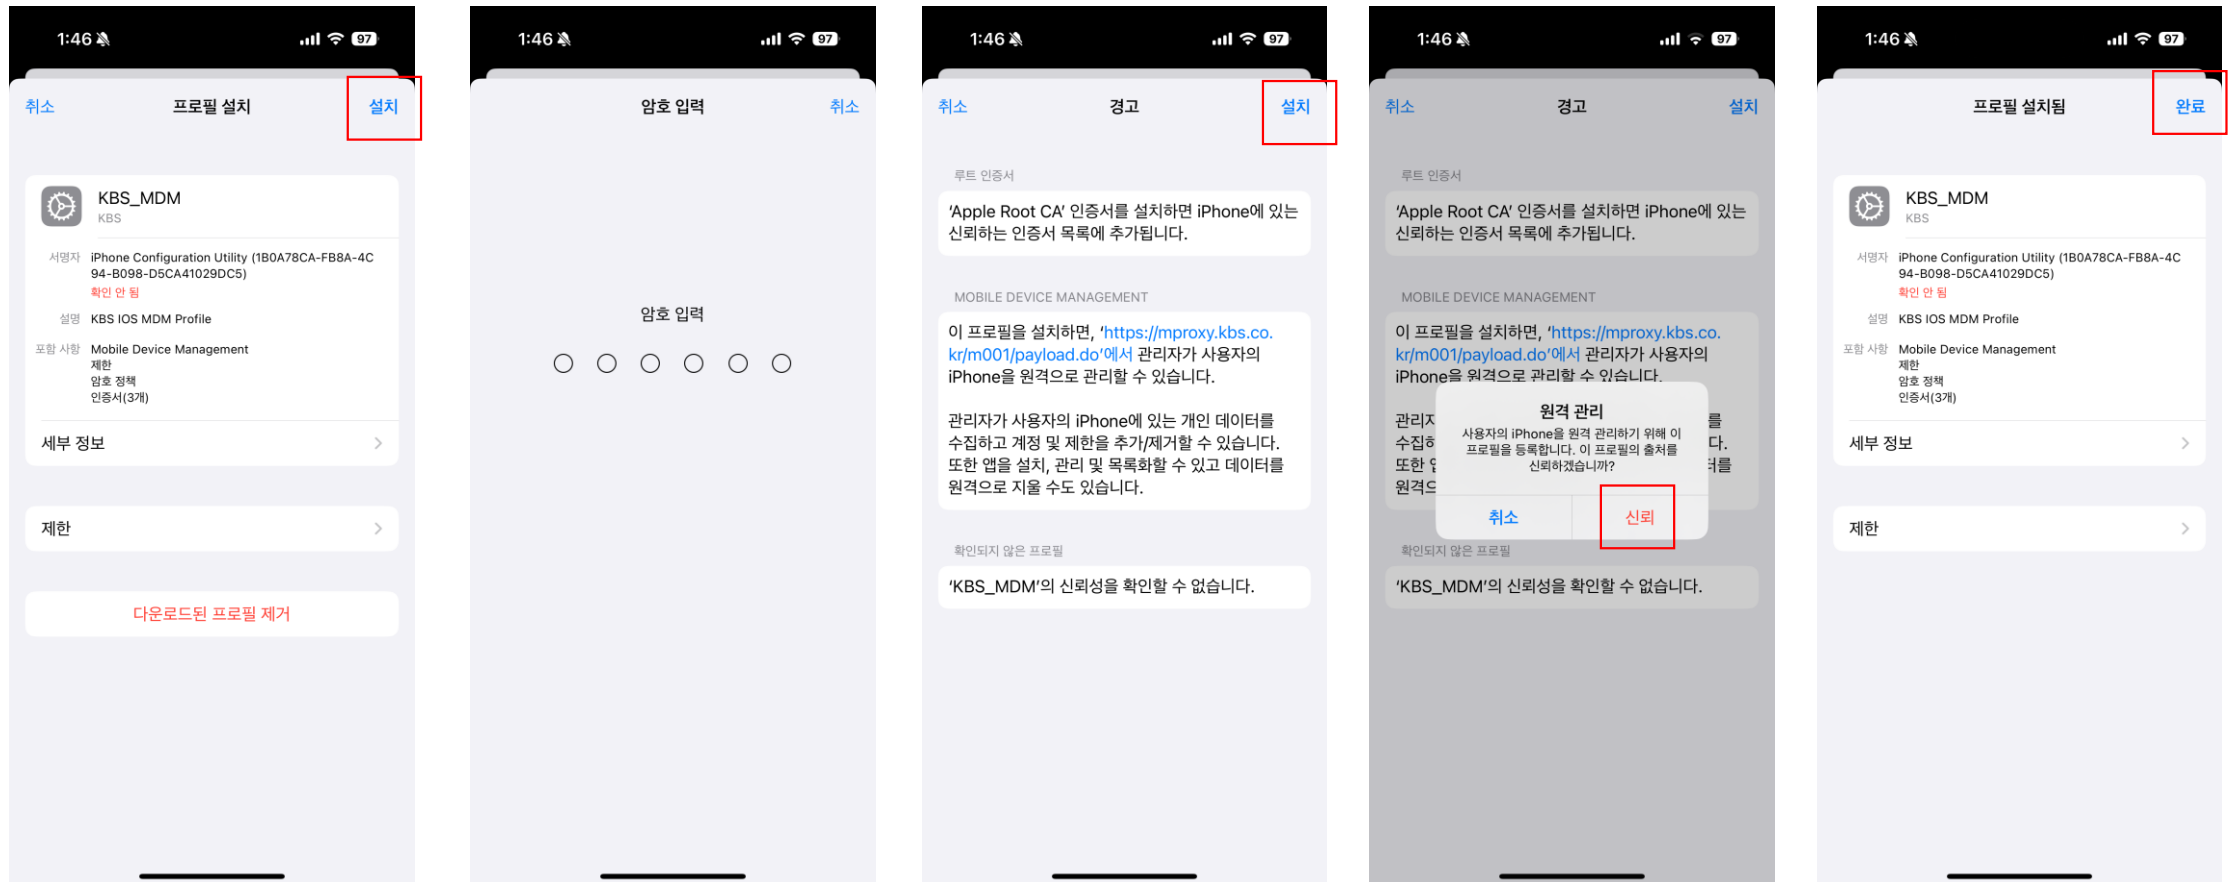 1:46
97
취소
프로필 설치
설치
KBS_MDM
KBS
서명자 iPhone Configuration Utility (1B0A78CA-FB8A-4C
94-B098-D5CA41029DC5)
확인 안 됨
설명 KBS IOS MDM Profile
포함 사항 Mobile Device Management
제한
암호 정책
인증서(3개)
세부 정보
제한
다운로드된 프로필 제거
1:46
97
암호 입력
취소
암호 입력
1:46
97
취소
경고
설치
루트 인증서
‘Apple Root CA’ 인증서를 설치하면 iPhone에 있는
신뢰하는 인증서 목록에 추가됩니다.
MOBILE DEVICE MANAGEMENT
이 프로필을 설치하면, ‘https://mproxy.kbs.co.
kr/m001/payload.do’에서 관리자가 사용자의
iPhone을 원격으로 관리할 수 있습니다.
관리자가 사용자의 iPhone에 있는 개인 데이터를
수집하고 계정 및 제한을 추가/제거할 수 있습니다.
또한 앱을 설치, 관리 및 목록화할 수 있고 데이터를
원격으로 지울 수도 있습니다.
확인되지 않은 프로필
‘KBS_MDM’의 신뢰성을 확인할 수 없습니다.
1:46
97
취소
경고
설치
루트 인증서
‘Apple Root CA’ 인증서를 설치하면 iPhone에 있는
신뢰하는 인증서 목록에 추가됩니다.
MOBILE DEVICE MANAGEMENT
이 프로필을 설치하면, ‘https://mproxy.kbs.co.
kr/m001/payload.do’에서 관리자가 사용자의
iPhone을 원격으로 관리할 수 있습니다.
원격 관리
사용자의 iPhone을 원격 관리하기 위해 이
프로필을 등록합니다. 이 프로필의 출처를
신뢰하겠습니까?
취소
신뢰
확인되지 않은 프로필
‘KBS_MDM’의 신뢰성을 확인할 수 없습니다.
1:46
97
프로필 설치됨
완료
KBS_MDM
KBS
서명자 iPhone Configuration Utility (1B0A78CA-FB8A-4C
94-B098-D5CA41029DC5)
확인 안 됨
설명 KBS IOS MDM Profile
포함 사항 Mobile Device Management
제한
암호 정책
인증서(3개)
세부 정보
제한